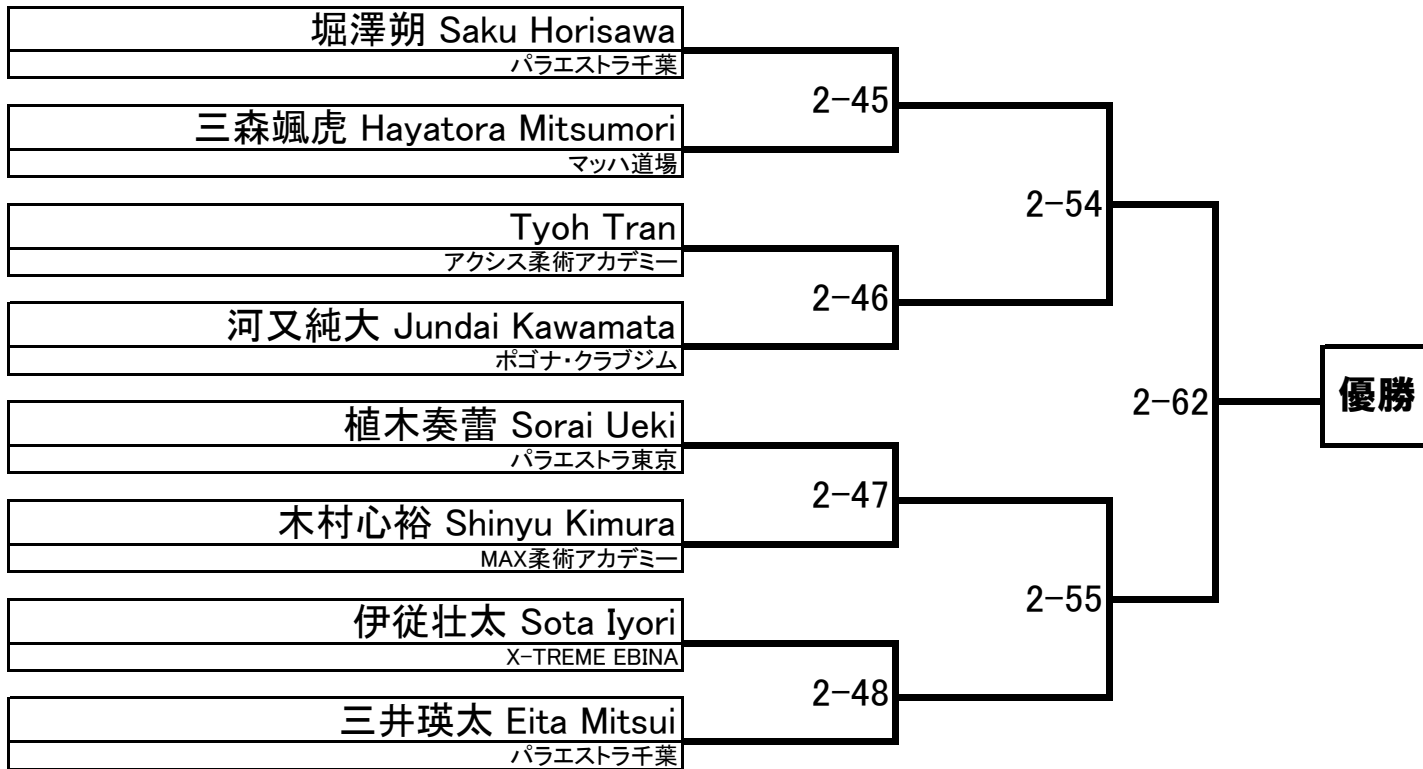 堀澤朔 Saku Horisawa
パラエストラ千葉
2-45
三森颯虎 Hayatora Mitsumori
マッハ道場
2-54
Tyoh Tran
アクシス柔術アカデミー
2-46
河又純大 Jundai Kawamata
ポゴナ・クラブジム
2-62
優勝
植木奏蕾 Sorai Ueki
パラエストラ東京
2-47
木村心裕 Shinyu Kimura
MAX柔術アカデミー
2-55
伊従壮太 Sota Iyori
X-TREME EBINA
2-48
三井瑛太 Eita Mitsui
パラエストラ千葉